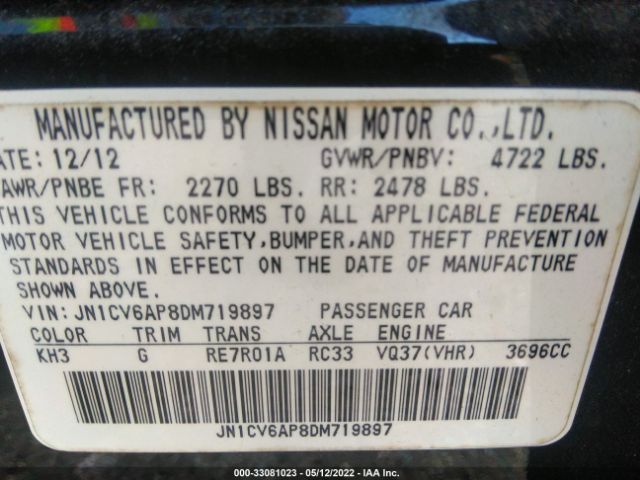 MANUFACTURED BY NISSAN MOTOR CO.,LTD.
ATE: 12/12 GVWR/PNBV: 4722 LBS.
AWR/PNBE FR: 2270 LBS. RR: 2478 LBS.
THIS VEHICLE CONFORMS TO ALL APPLICABLE FEDERAL
MOTOR VEHICLE SAFETY,BUMPER,AND THEFT PREVENTION
STANDARDS IN EFFECT ON THE DATE OF MANUFACTURE
SHOWN ABOVE.
VIN: JN1CV6AP8DM719897 PASSENGER CAR
COLOR TRIM TRANS AXLE ENGINE
KH3 G RE7R01A RC33 VQ37(VHR) 3696CC
JN1CV6AP8DM719897
000-33081023 - 05/12/2022 - IAA Inc.